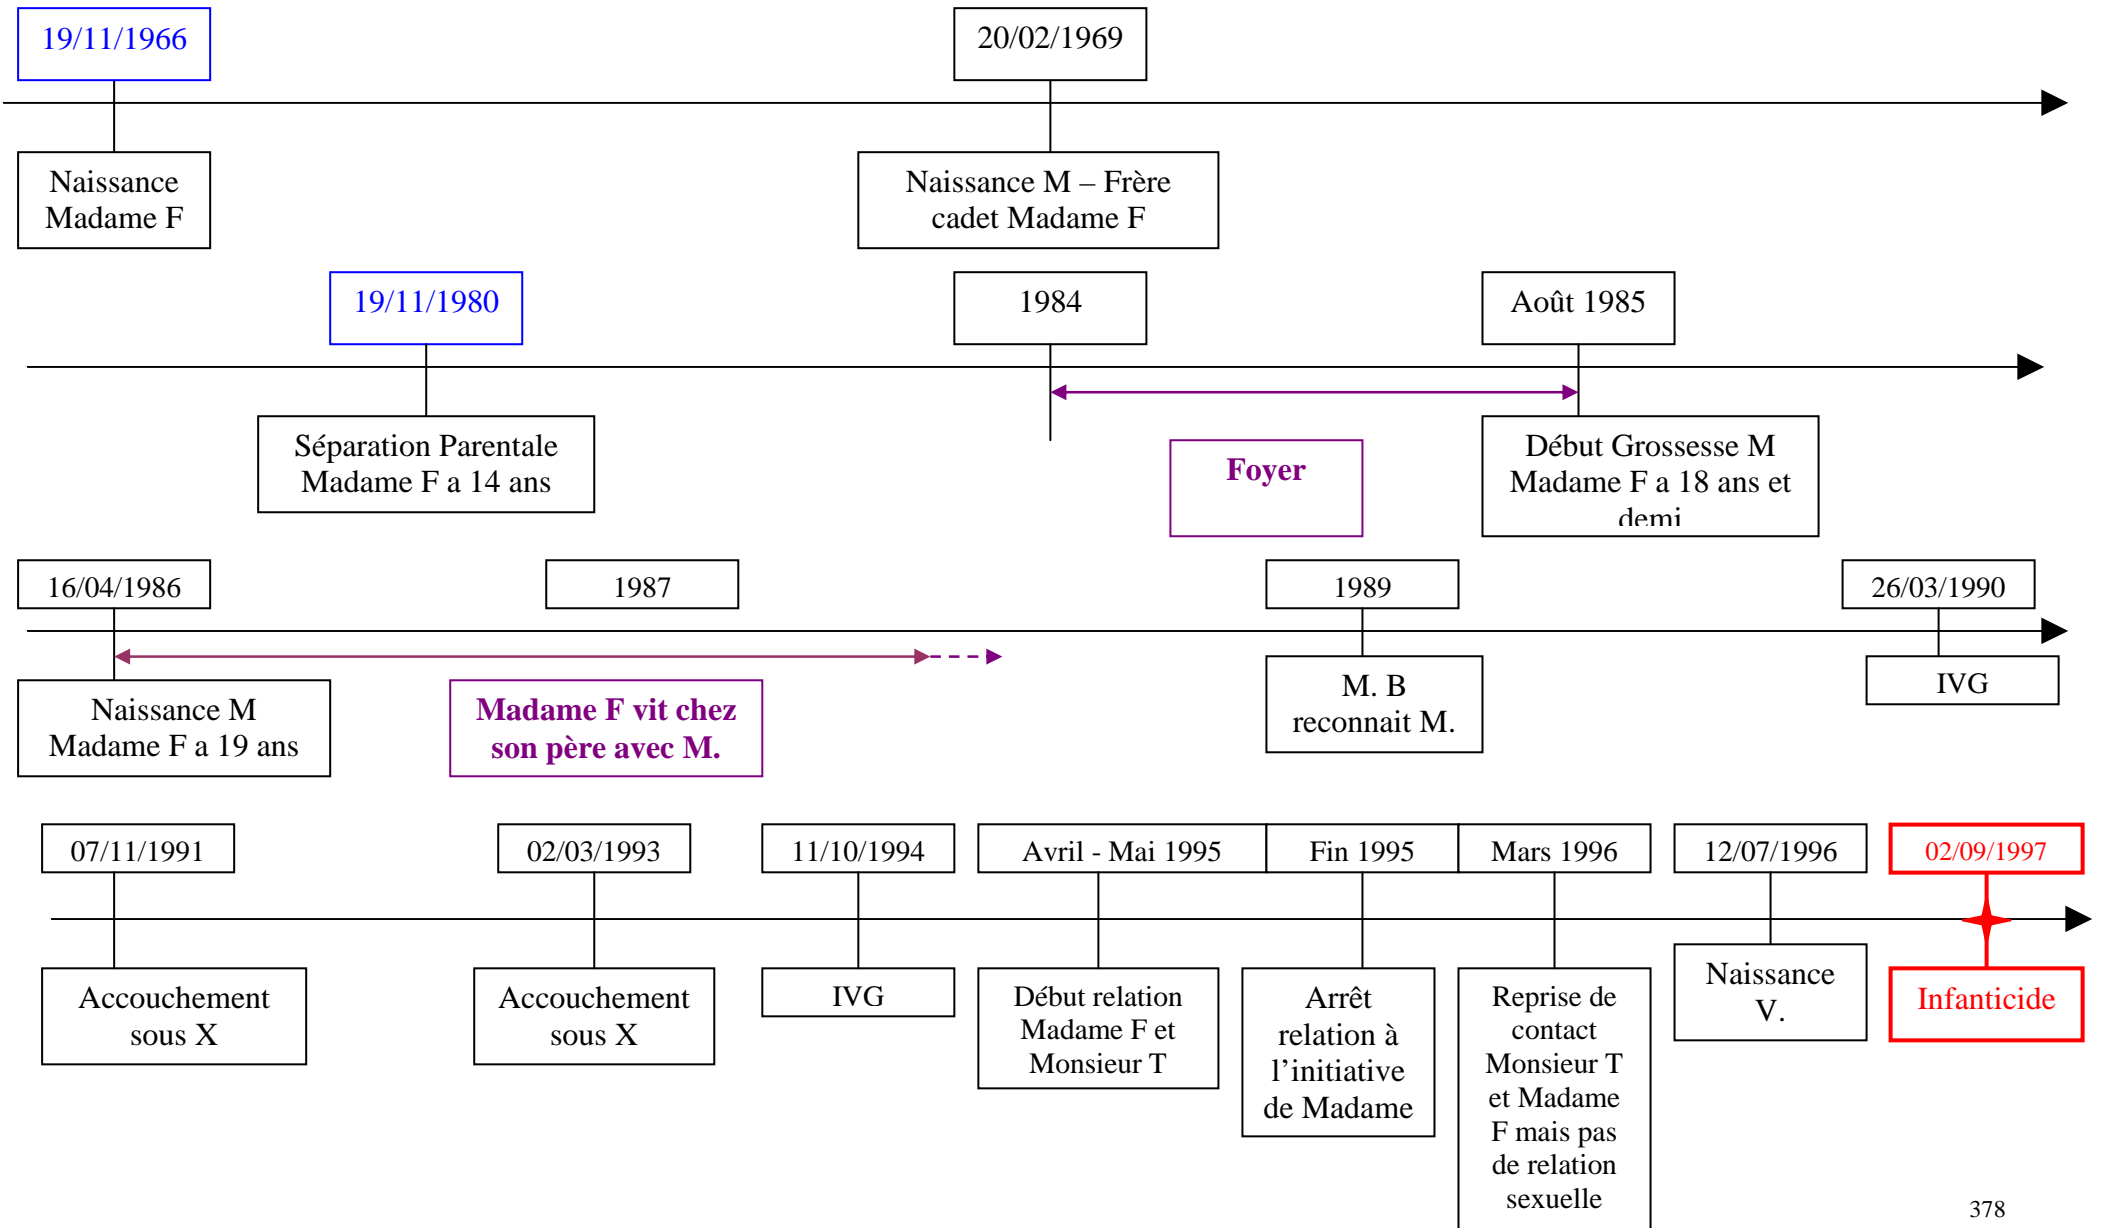 19/11/1966
20/02/1969
Naissance
Madame F
Naissance M – Frère
cadet Madame F
19/11/1980
1984
Août 1985
Séparation Parentale
Madame F a 14 ans
Foyer
Début Grossesse M
Madame F a 18 ans et
demi
16/04/1986
1987
1989
26/03/1990
Naissance M
Madame F a 19 ans
Madame F vit chez
son père avec M.
M. B
reconnait M.
IVG
07/11/1991
02/03/1993
11/10/1994
Avril - Mai 1995
Fin 1995
Mars 1996
12/07/1996
02/09/1997
Accouchement
sous X
Accouchement
sous X
IVG
Début relation
Madame F et
Monsieur T
Arrêt
relation à
l’initiative
de Madame
Reprise de
contact
Monsieur T
et Madame
F mais pas
de relation
sexuelle
Naissance
V.
Infanticide
378